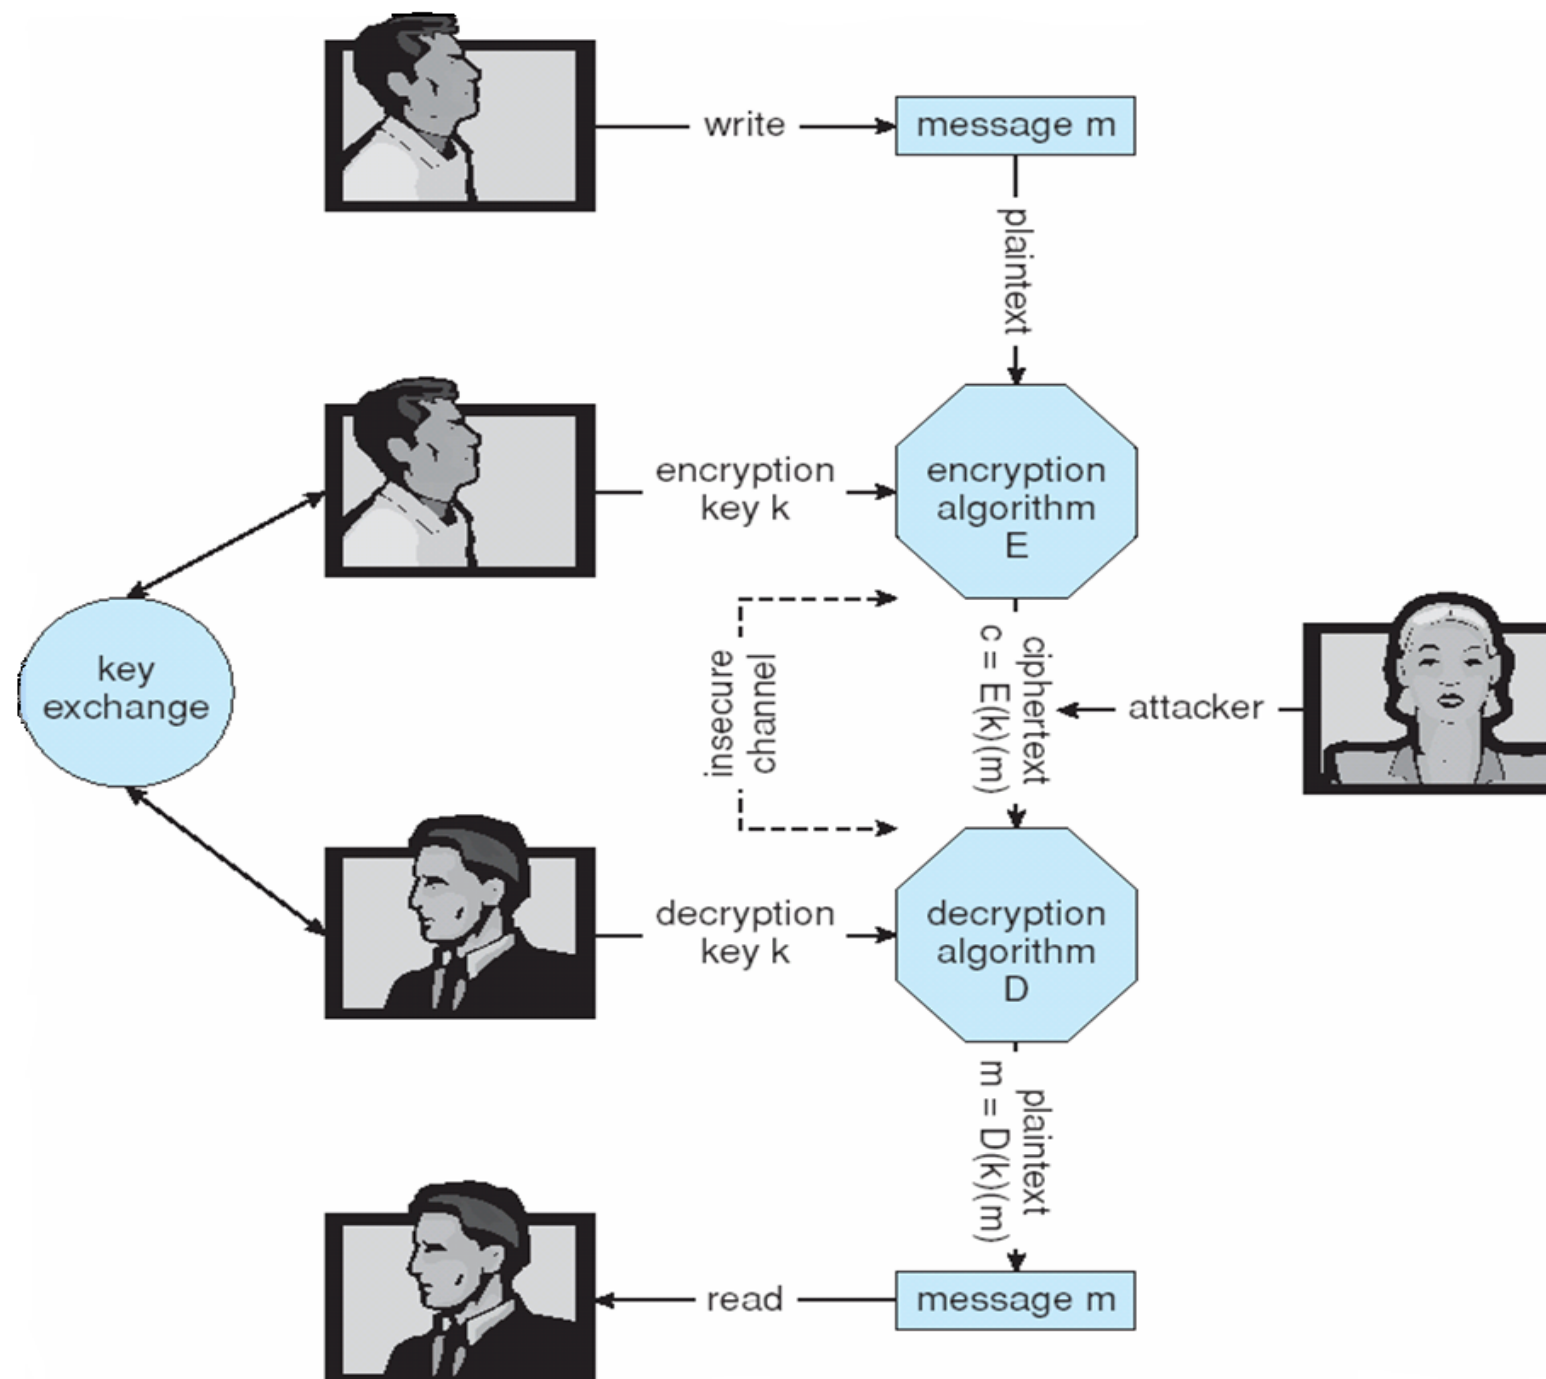 write
message m
plaintext
encryption
key k
encryption
algorithm
E
key
exchange
insecure
channel
ciphertext
c = E(k)(m)
attacker
decryption
key k
decryption
algorithm
D
plaintext
m = D(k)(m)
read
message m